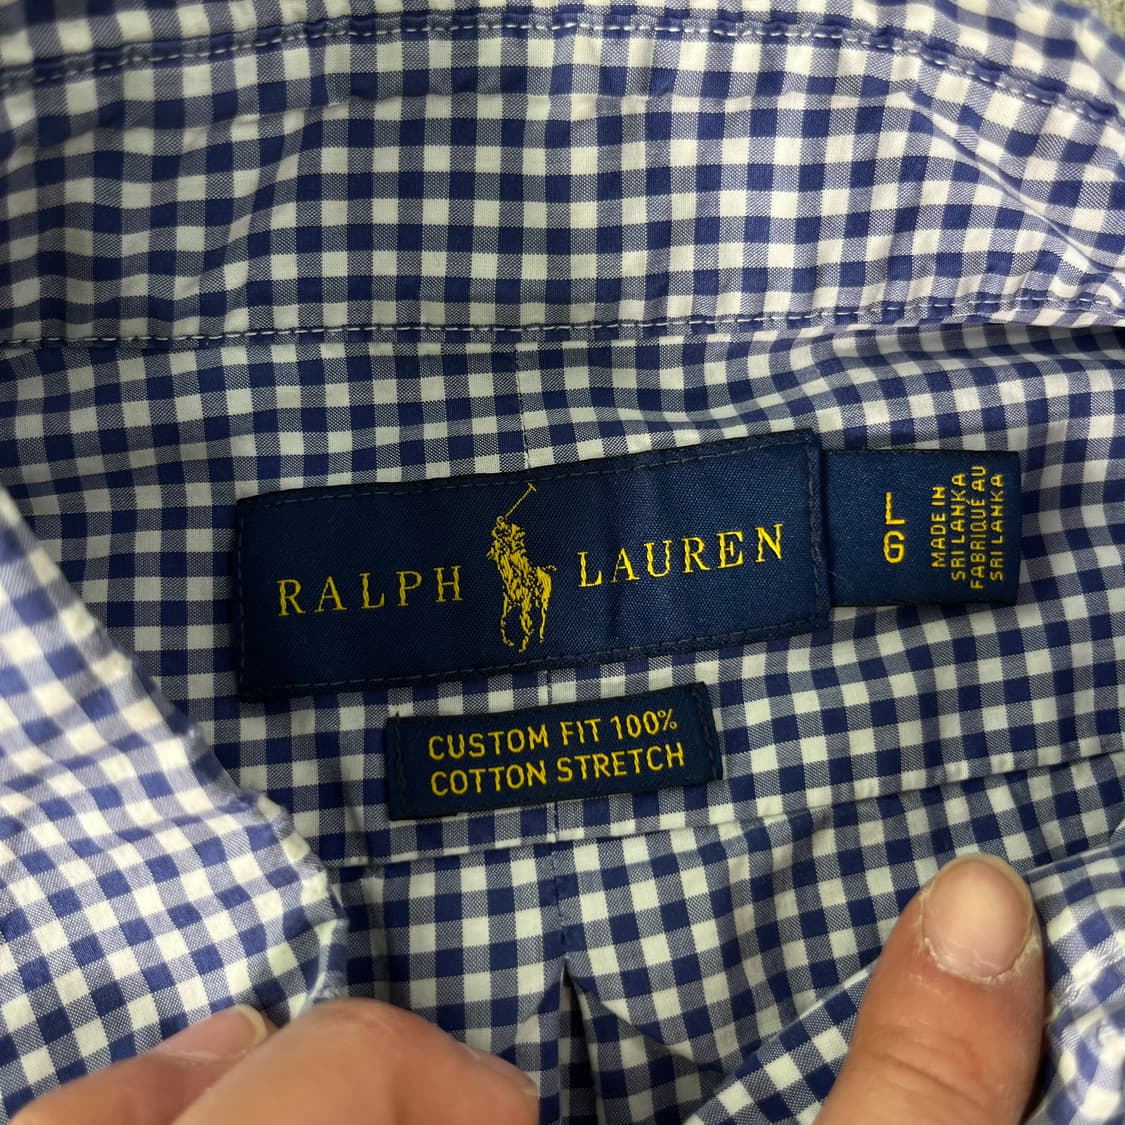 RALPH LAUREN
L
G
MADE IN
SRI LANKA
FABRIQUÉ AU
SRI LANKA
CUSTOM FIT 100%
COTTON STRETCH